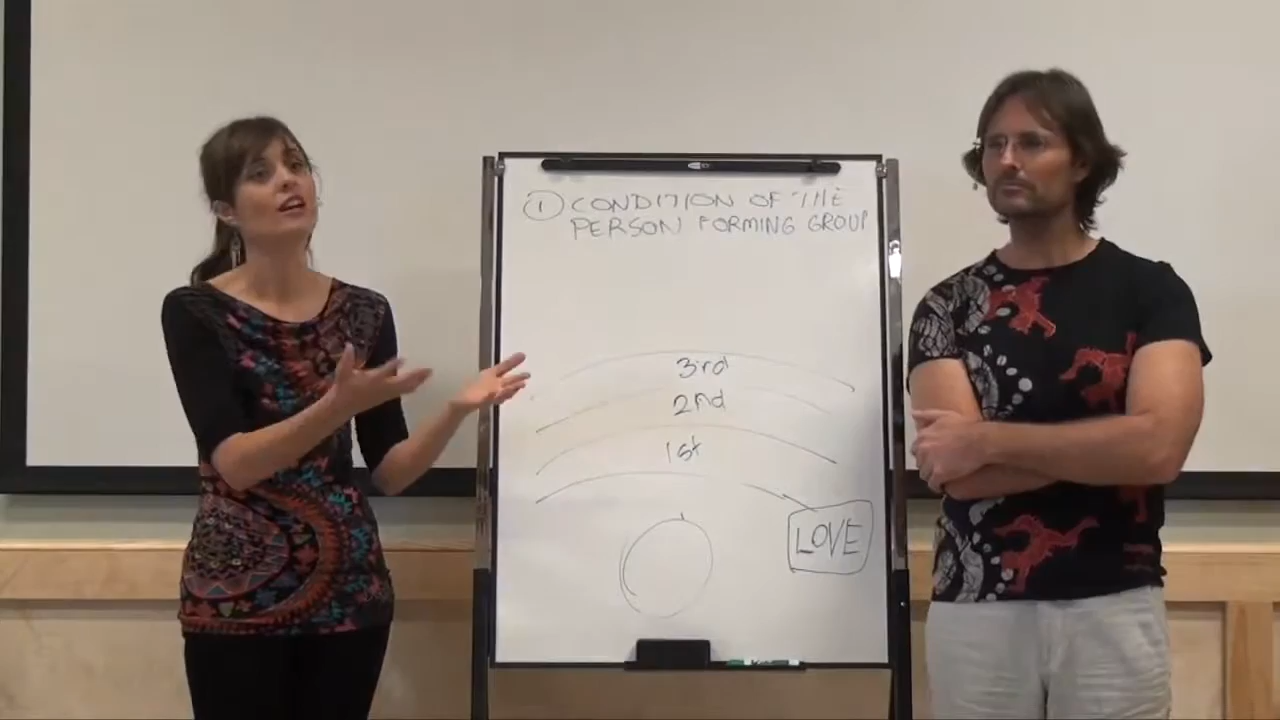 1 CONDITION OF THE
PERSON FORMING GROUP
3rd
2nd
1st
LOVE